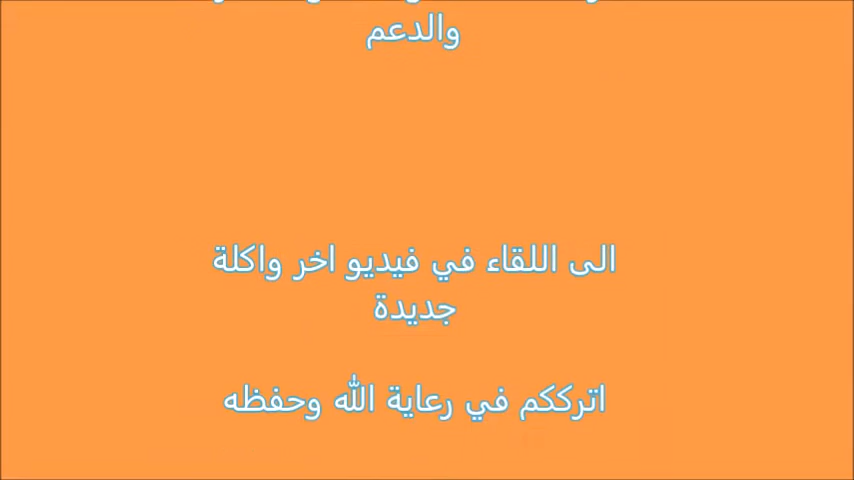 والدعم
الى اللقاء في فيديو اخر واكلة
جديدة
اترككم في رعاية الله وحفظه